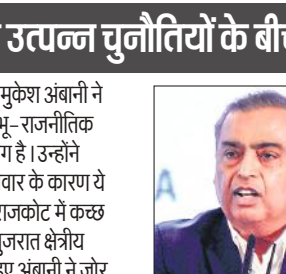 उत्पन्न चुनौतियों के बीच
मुकेश अंबानी ने
भू-राजनीतिक
ग है। उन्होंने
वार के कारण ये
राजकोट में कच्छ
गुजरात क्षेत्रीय
हुए अंबानी ने जोर